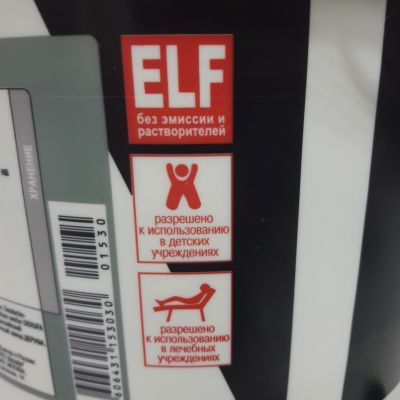 ELF
без эмиссии и
растворителей
разрешено
к использованию
в детских
учреждениях
разрешено
к использованию
в лечебных
учреждениях
ХРАНЕНИЕ
01530